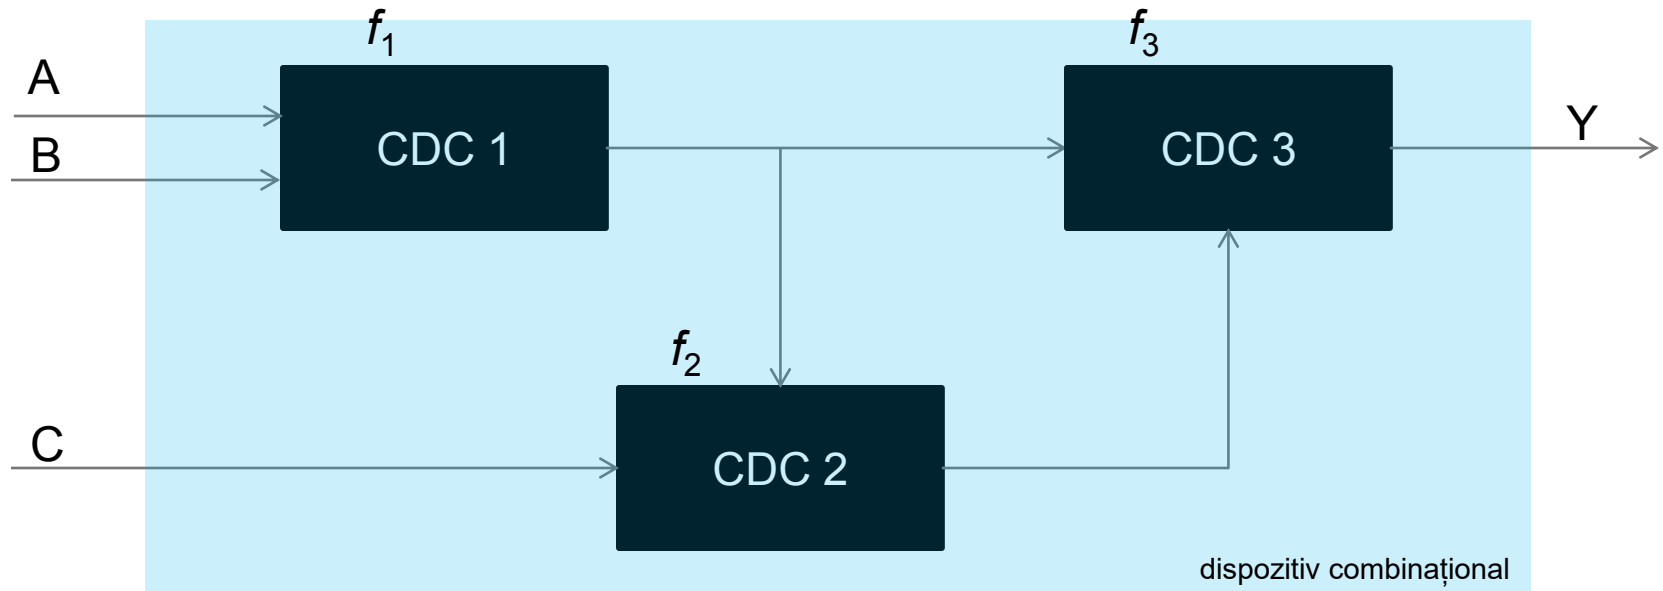 f1
f3
A
CDC 1
CDC 3
Y
B
f2
C
CDC 2
dispozitiv combinațional